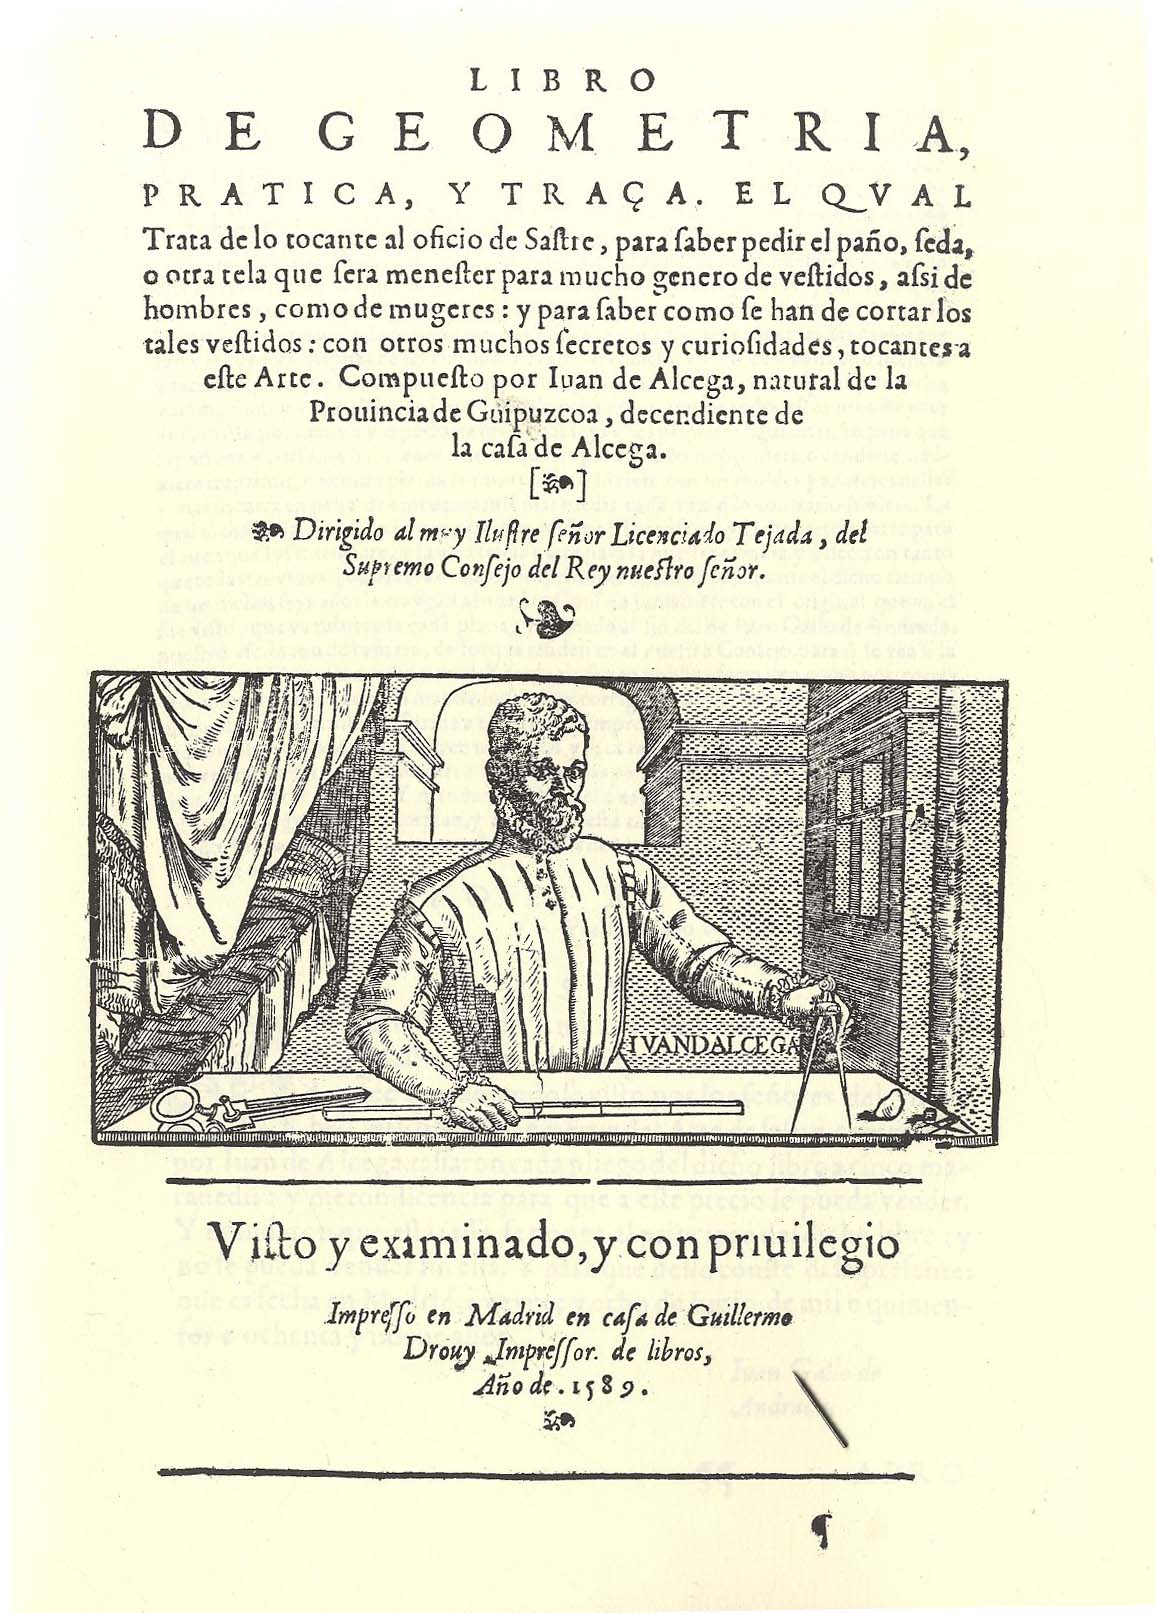 LIBRO
DE GEOMETRIA,
PRATICA, Y TRAÇA. EL QVAL
Trata de lo tocante al oficio de Saſtre, para ſaber pedir el paño, ſeda,
o otra tela que ſera meneſter para mucho genero de veſtidos, aſsi de
hombres, como de mugeres: y para ſaber como ſe han de cortar los
tales veſtidos: con otros muchos ſecretos y curioſidades, tocantes a
eſte Arte. Compueſto por Iuan de Alcega, natural de la
Prouincia de Guipuzcoa, decendiente de
la caſa de Alcega.
Dirigido al muy Iluſtre ſeñor Licenciado Tejada, del
Supremo Conſejo del Rey nueſtro ſeñor.
IVANDALCEGA
Viſto y examinado, y con priuilegio
Impreſſo en Madrid en caſa de Guillermo
Drouy Impreſſor. de libros,
Año de. 1589.
¶